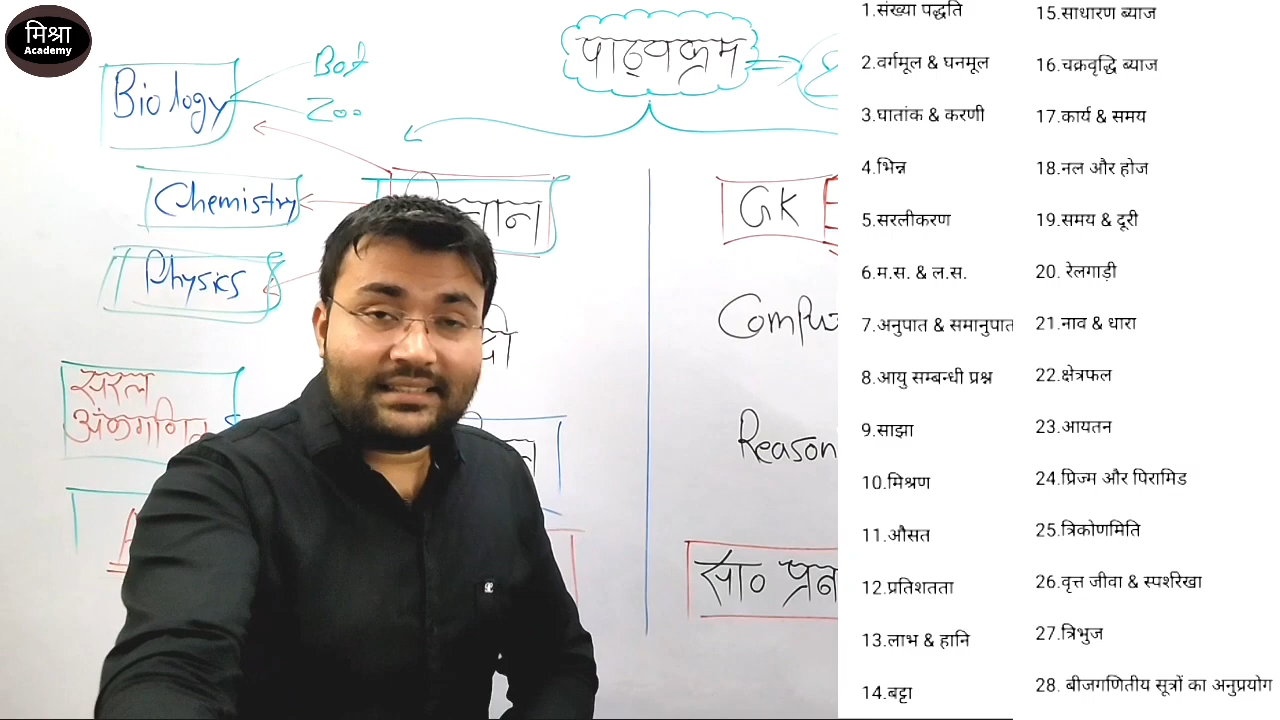 मिश्रा
Academy
Biology
Bot
Zoo
पाठ्यक्रम
Chemistry
Physics
GK
सरल
अंकगणित
सा०
1.संख्या पद्धति
2.वर्गमूल & घनमूल
3.घातांक & करणी
4.भिन्न
5.सरलीकरण
6.म.स. & ल.स.
7.अनुपात & समानुपात
8.आयु सम्बन्धी प्रश्न
9.साझा
10.मिश्रण
11.औसत
12.प्रतिशतता
13.लाभ & हानि
14.बट्टा
15.साधारण ब्याज
16.चक्रवृद्धि ब्याज
17.कार्य & समय
18.नल और होज
19.समय & दूरी
20. रेलगाड़ी
21.नाव & धारा
22.क्षेत्रफल
23.आयतन
24.प्रिज्म और पिरामिड
25.त्रिकोणमिति
26.वृत्त जीवा & स्पर्शरेखा
27.त्रिभुज
28. बीजगणितीय सूत्रों का अनुप्रयोग